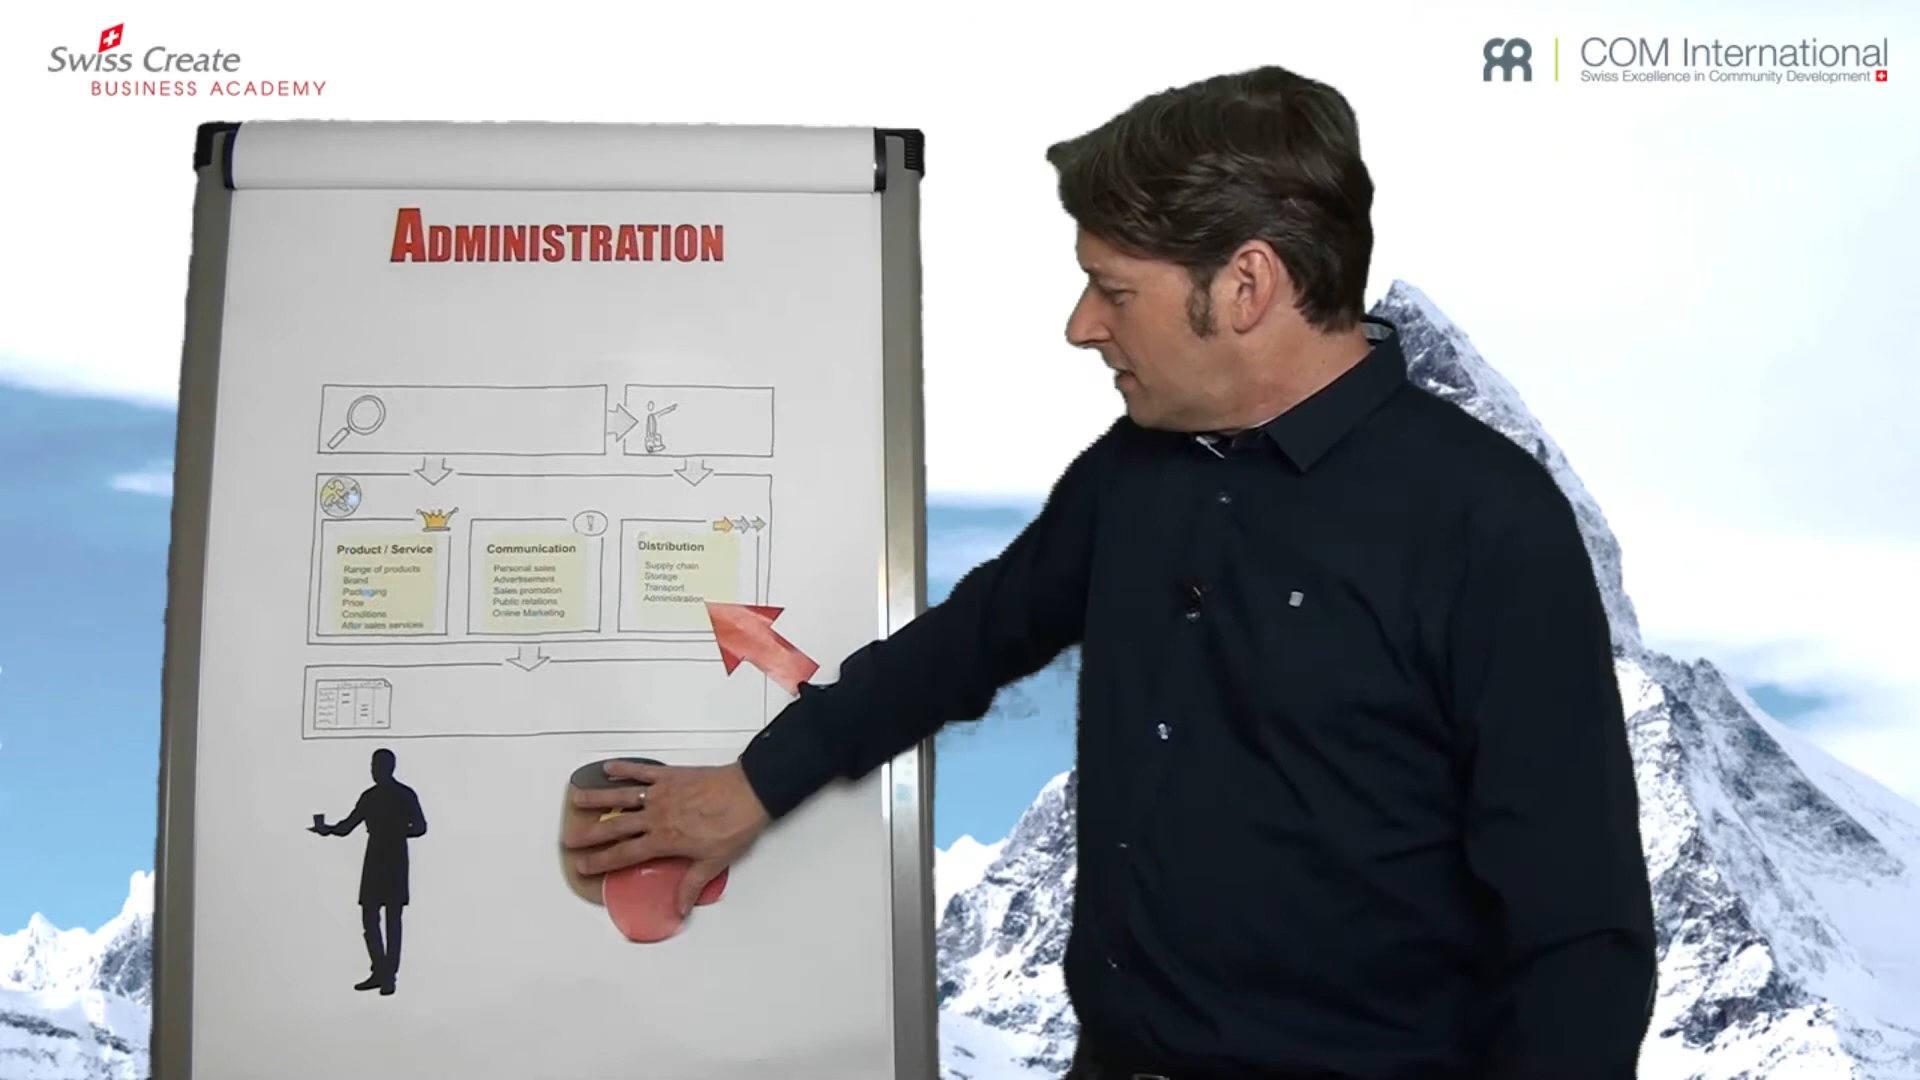 Swiss Create
BUSINESS ACADEMY
COM International
Swiss Excellence in Community Development
ADMINISTRATION
Product / Service
Range of products
Brand
Packaging
Price
Conditions
After sales services
Communication
Personal sales
Advertisement
Sales promotion
Public relations
Online Marketing
Distribution
Supply chain
Storage
Transport
Administration